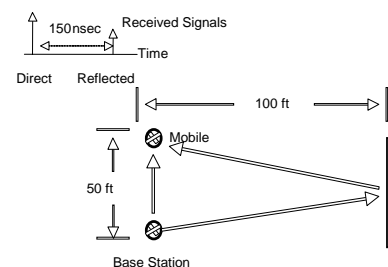 150nsec
Received Signals
Time
Direct
Reflected
100 ft
Mobile
50 ft
Base Station